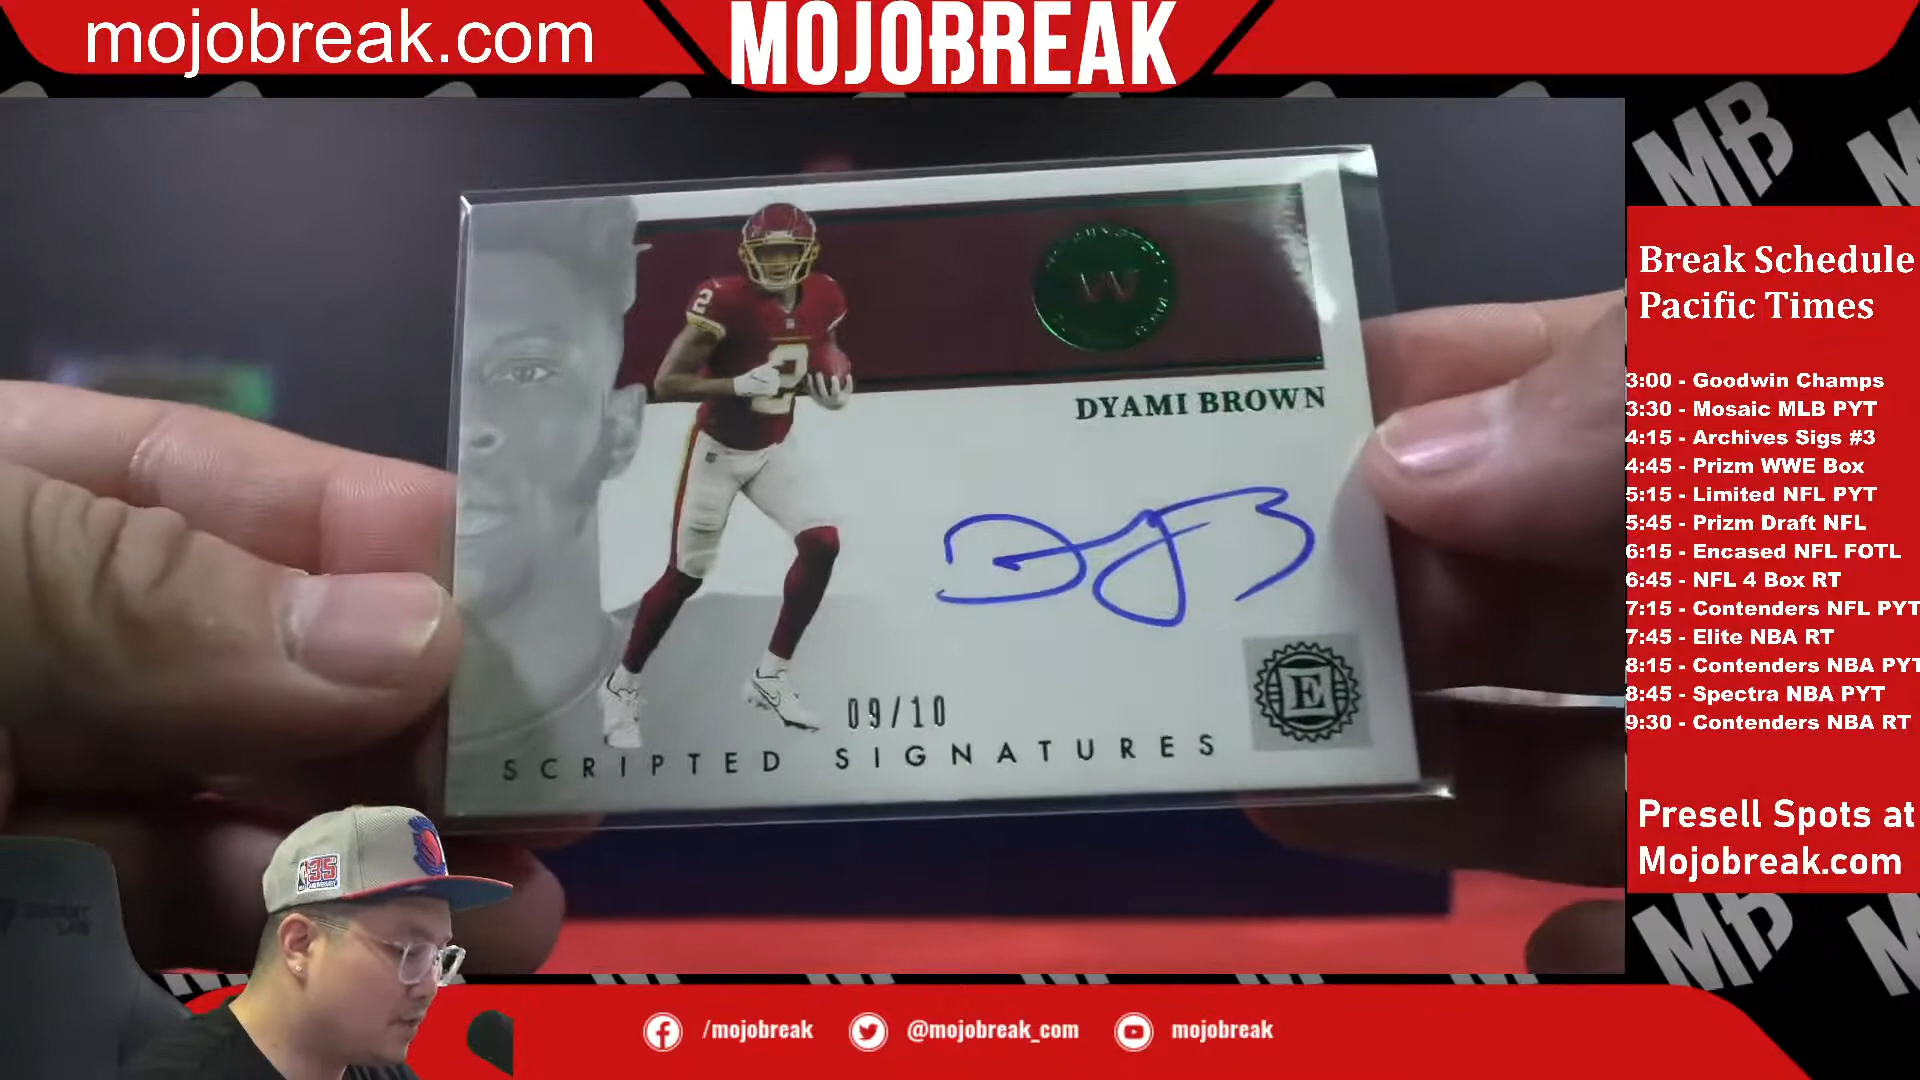 mojobreak.com
MOJOBREAK
MB
Break Schedule
Pacific Times
3:00 - Goodwin Champs
3:30 - Mosaic MLB PYT
4:15 - Archives Sigs #3
4:45 - Prizm WWE Box
5:15 - Limited NFL PYT
5:45 - Prizm Draft NFL
6:15 - Encased NFL FOTL
6:45 - NFL 4 Box RT
7:15 - Contenders NFL PYT
7:45 - Elite NBA RT
8:15 - Contenders NBA PYT
8:45 - Spectra NBA PYT
9:30 - Contenders NBA RT
Presell Spots at
Mojobreak.com
MB
2
2
W
DYAMI BROWN
E
09/10
SCRIPTED SIGNATURES
35
/mojobreak
@mojobreak_com
mojobreak